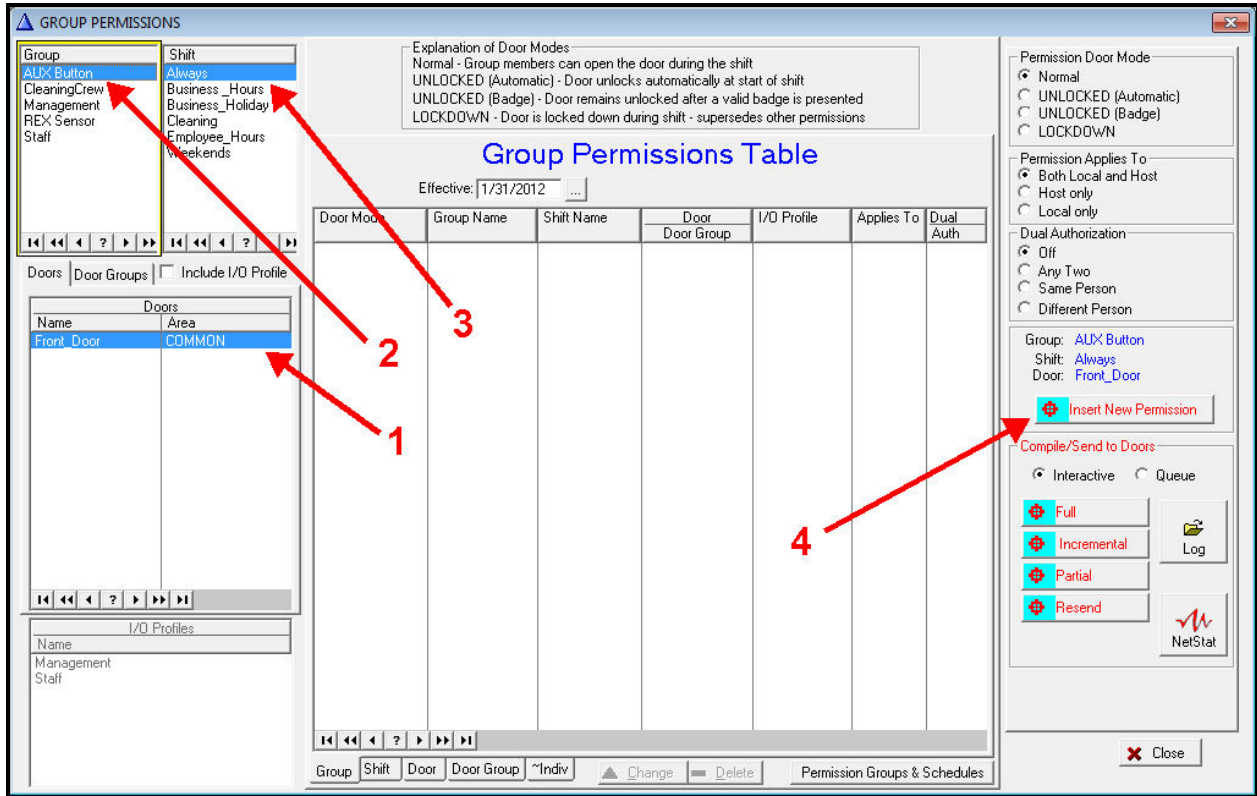 GROUP PERMISSIONS
Group
AUX Button
CleaningCrew
Management
REX Sensor
Staff
Shift
Always
Business _Hours
Business_Holiday
Cleaning
Employee_Hours
Weekends
?
?
Explanation of Door Modes
Normal - Group members can open the door during the shift
UNLOCKED (Automatic) - Door unlocks automatically at start of shift
UNLOCKED (Badge) - Door remains unlocked after a valid badge is presented
LOCKDOWN - Door is locked down during shift - supersedes other permissions
Doors
Door Groups
Include I/O Profile
Doors
Name Area
Front_Door COMMON
?
I/O Profiles
Name
Management
Staff
Group Permissions Table
Effective: 1/31/2012 ...
Door Mode Group Name Shift Name Door I/O Profile Applies To Dual
Door Group Auth
?
Group Shift Door Door Group ~Indiv Change Delete Permission Groups & Schedules
1
2
3
4
Permission Door Mode
Normal
UNLOCKED (Automatic)
UNLOCKED (Badge)
LOCKDOWN
Permission Applies To
Both Local and Host
Host only
Local only
Dual Authorization
Off
Any Two
Same Person
Different Person
Group: AUX Button
Shift: Always
Door: Front_Door
Insert New Permission
Compile/Send to Doors
Interactive Queue
Full
Incremental
Partial
Resend
Log
NetStat
Close